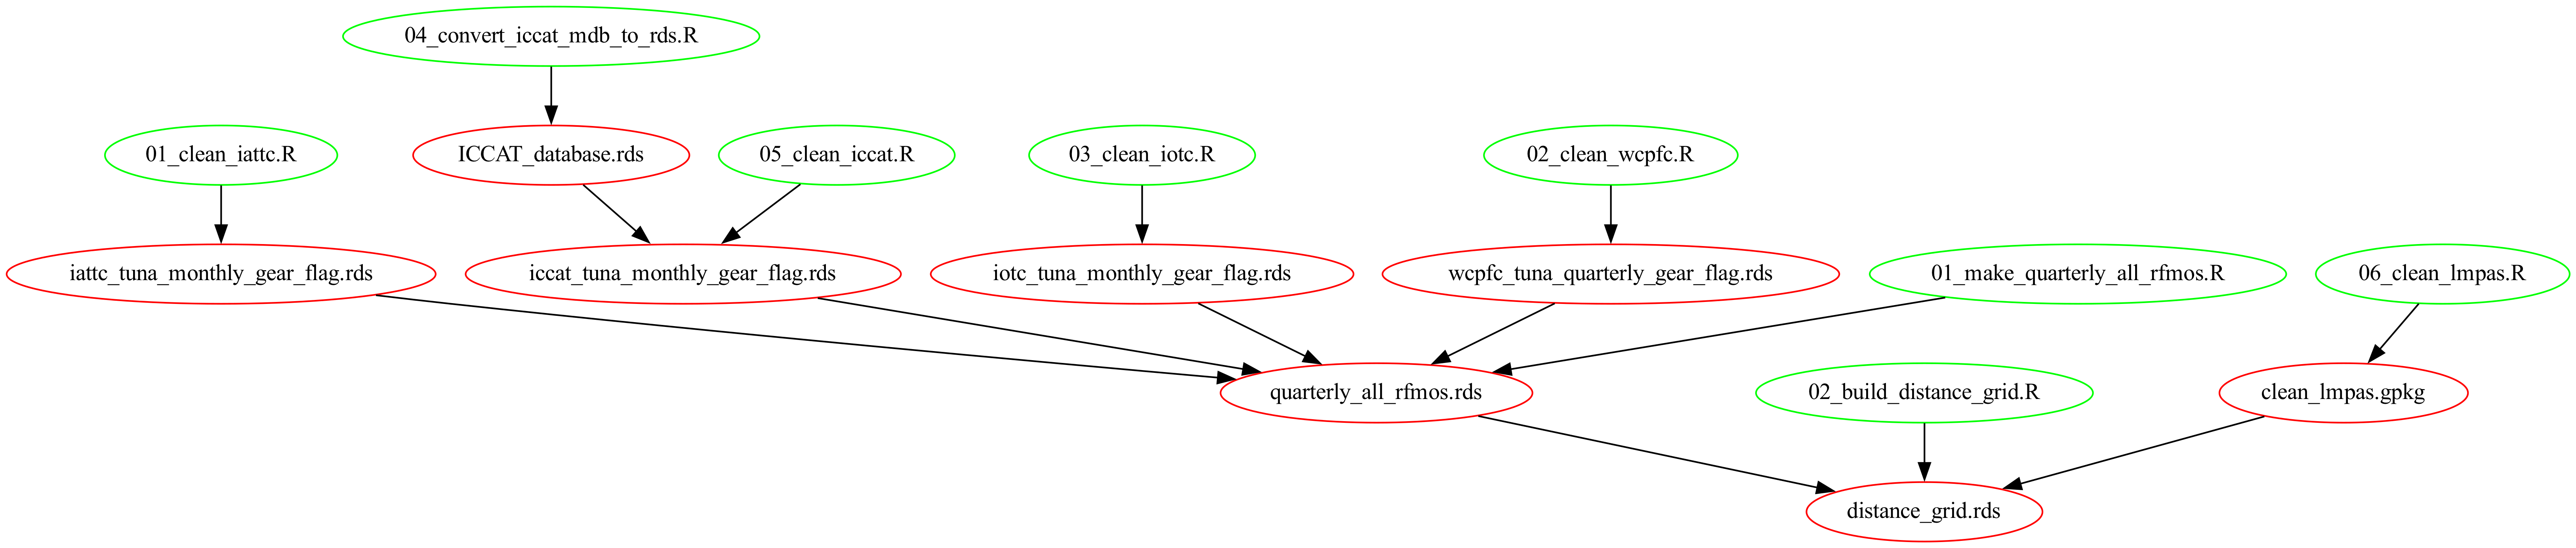 04_convert_iccat_mdb_to_rds.R
01_clean_iattc.R
ICCAT_database.rds
05_clean_iccat.R
03_clean_iotc.R
02_clean_wcpfc.R
iattc_tuna_monthly_gear_flag.rds
iccat_tuna_monthly_gear_flag.rds
iotc_tuna_monthly_gear_flag.rds
wcpfc_tuna_quarterly_gear_flag.rds
01_make_quarterly_all_rfmos.R
06_clean_lmpas.R
quarterly_all_rfmos.rds
02_build_distance_grid.R
clean_lmpas.gpkg
distance_grid.rds